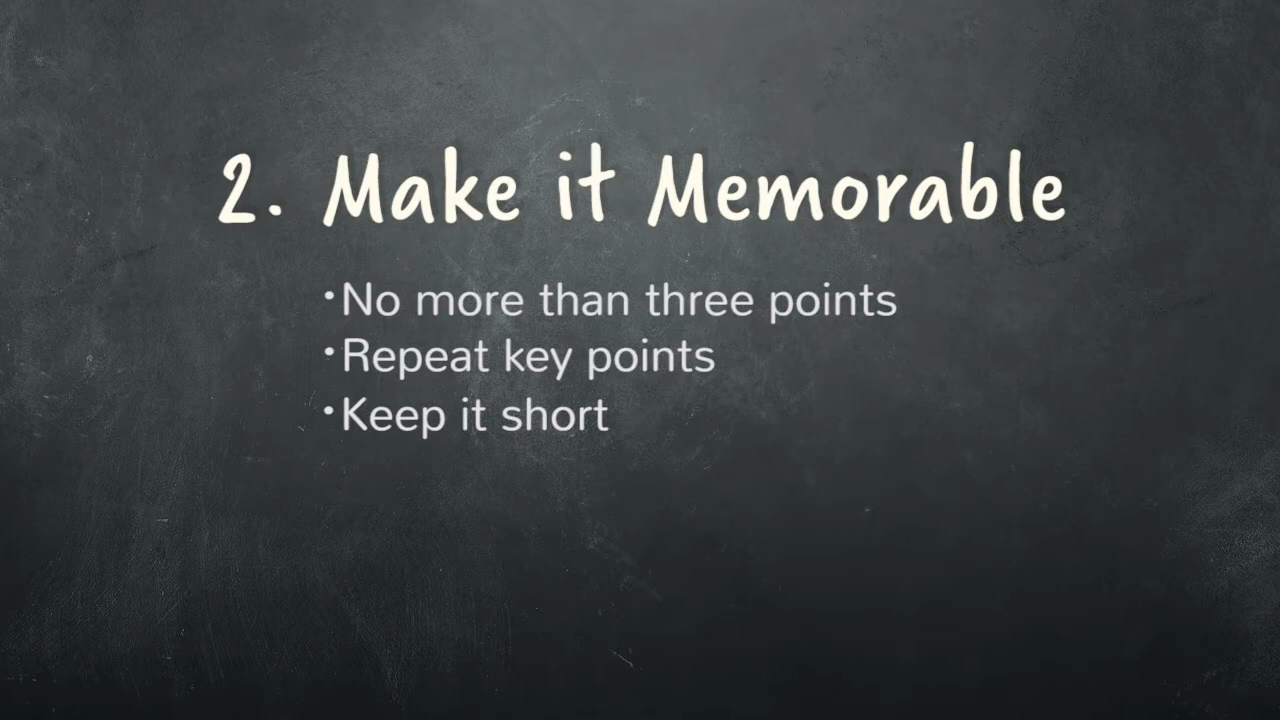 2. Make it Memorable
•No more than three points
•Repeat key points
•Keep it short